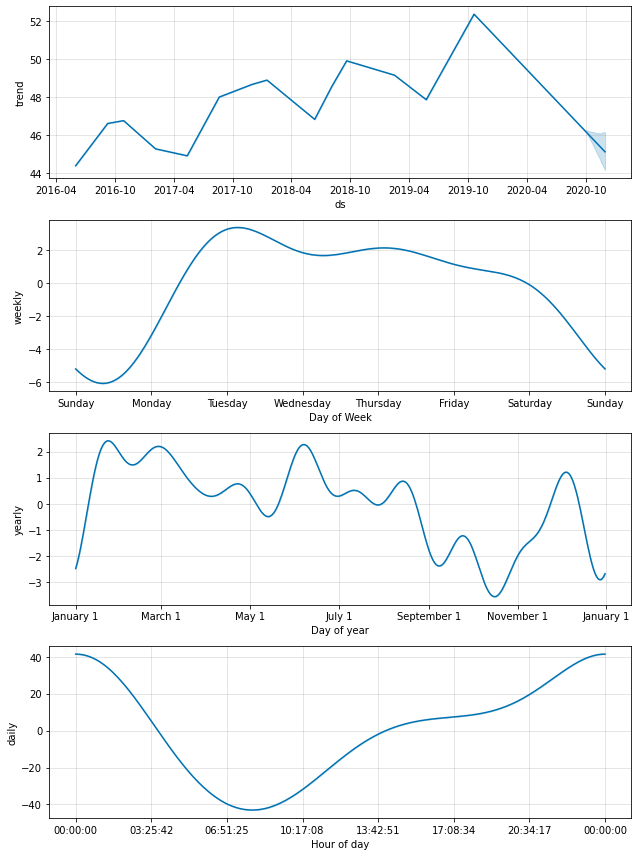 52
50
48
46
44
trend
2016-04 2016-10 2017-04 2017-10 2018-04 2018-10 2019-04 2019-10 2020-04 2020-10
ds
2
0
−2
−4
−6
weekly
Sunday Monday Tuesday Wednesday Thursday Friday Saturday Sunday
Day of Week
2
1
0
−1
−2
−3
yearly
January 1 March 1 May 1 July 1 September 1 November 1 January 1
Day of year
40
20
0
−20
−40
daily
00:00:00 03:25:42 06:51:25 10:17:08 13:42:51 17:08:34 20:34:17 00:00:00
Hour of day